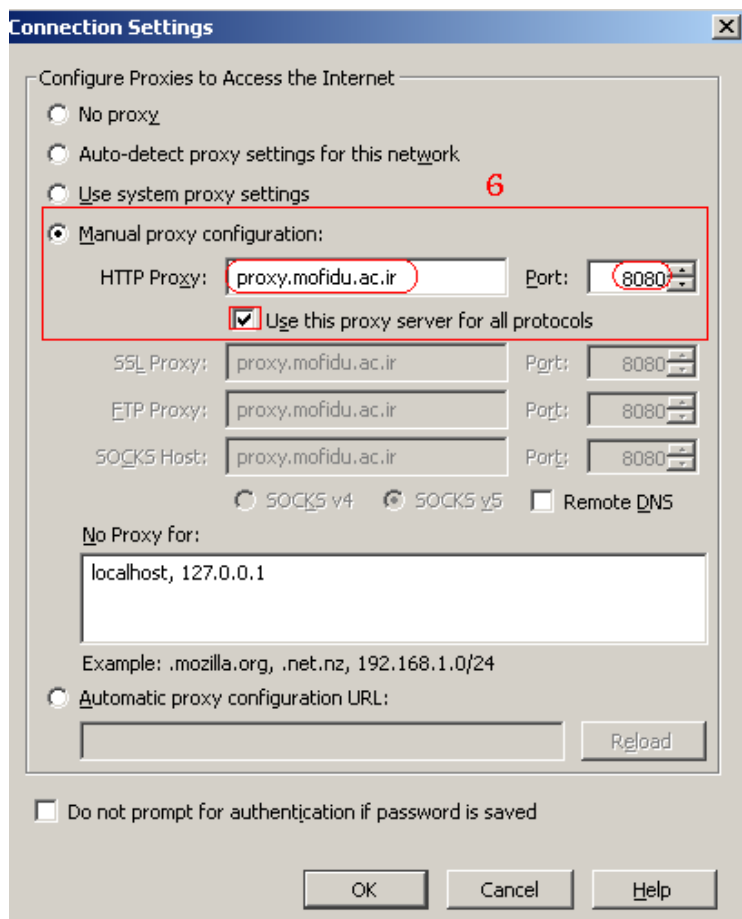 Connection Settings
Configure Proxies to Access the Internet
No proxy
Auto-detect proxy settings for this network
Use system proxy settings
6
Manual proxy configuration:
HTTP Proxy: proxy.mofidu.ac.ir Port: 8080
Use this proxy server for all protocols
SSL Proxy: proxy.mofidu.ac.ir Port: 8080
FTP Proxy: proxy.mofidu.ac.ir Port: 8080
SOCKS Host: proxy.mofidu.ac.ir Port: 8080
SOCKS v4 SOCKS v5 Remote DNS
No Proxy for:
localhost, 127.0.0.1
Example: .mozilla.org, .net.nz, 192.168.1.0/24
Automatic proxy configuration URL:
Reload
Do not prompt for authentication if password is saved
OK Cancel Help